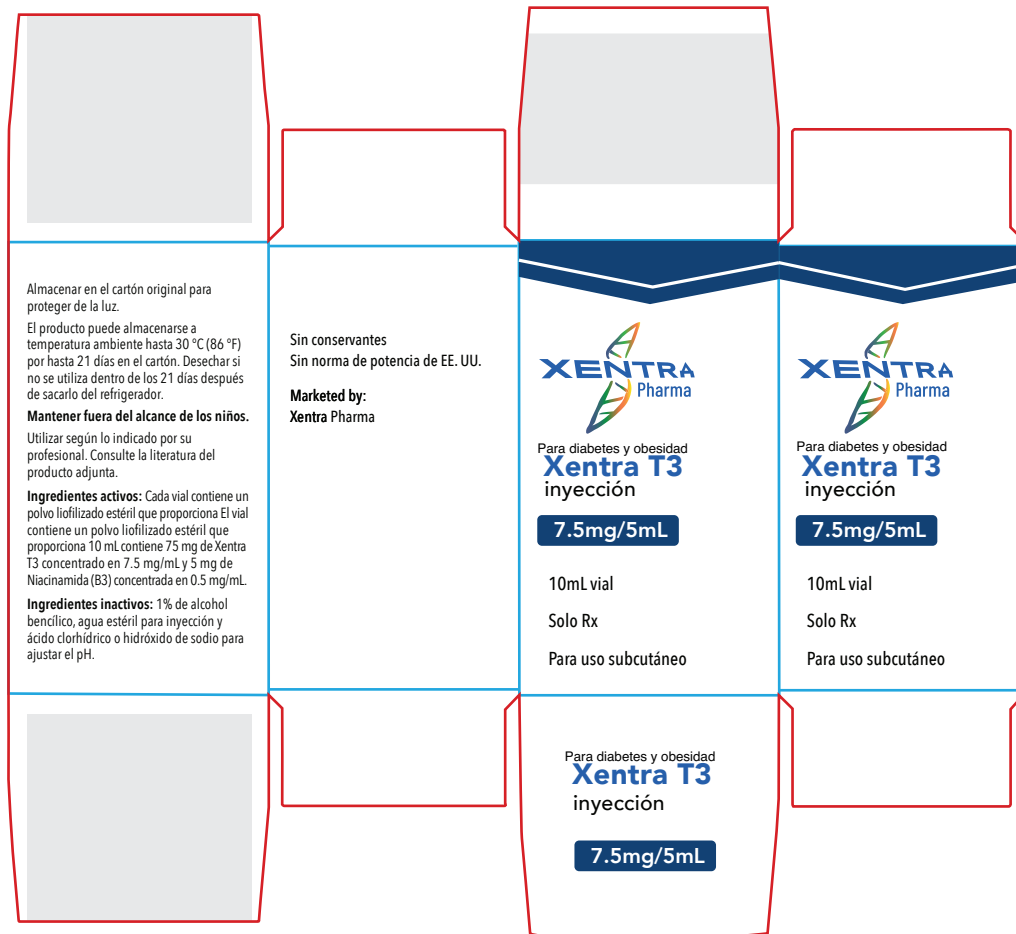 Almacenar en el cartón original para
proteger de la luz.
El producto puede almacenarse a
temperatura ambiente hasta 30 °C (86 °F)
por hasta 21 días en el cartón. Desechar si
no se utiliza dentro de los 21 días después
de sacarlo del refrigerador.
Mantener fuera del alcance de los niños.
Utilizar según lo indicado por su
profesional. Consulte la literatura del
producto adjunta.
Ingredientes activos: Cada vial contiene un
polvo liofilizado estéril que proporciona El vial
contiene un polvo liofilizado estéril que
proporciona 10 mL contiene 75 mg de Xentra
T3 concentrado en 7.5 mg/mL y 5 mg de
Niacinamida (B3) concentrada en 0.5 mg/mL.
Ingredientes inactivos: 1% de alcohol
bencílico, agua estéril para inyección y
ácido clorhídrico o hidróxido de sodio para
ajustar el pH.
Sin conservantes
Sin norma de potencia de EE. UU.
Marketed by:
Xentra Pharma
XENTRA
Pharma
Para diabetes y obesidad
Xentra T3
inyección
7.5mg/5mL
10mL vial
Solo Rx
Para uso subcutáneo
XENTRA
Pharma
Para diabetes y obesidad
Xentra T3
inyección
7.5mg/5mL
10mL vial
Solo Rx
Para uso subcutáneo
Para diabetes y obesidad
Xentra T3
inyección
7.5mg/5mL